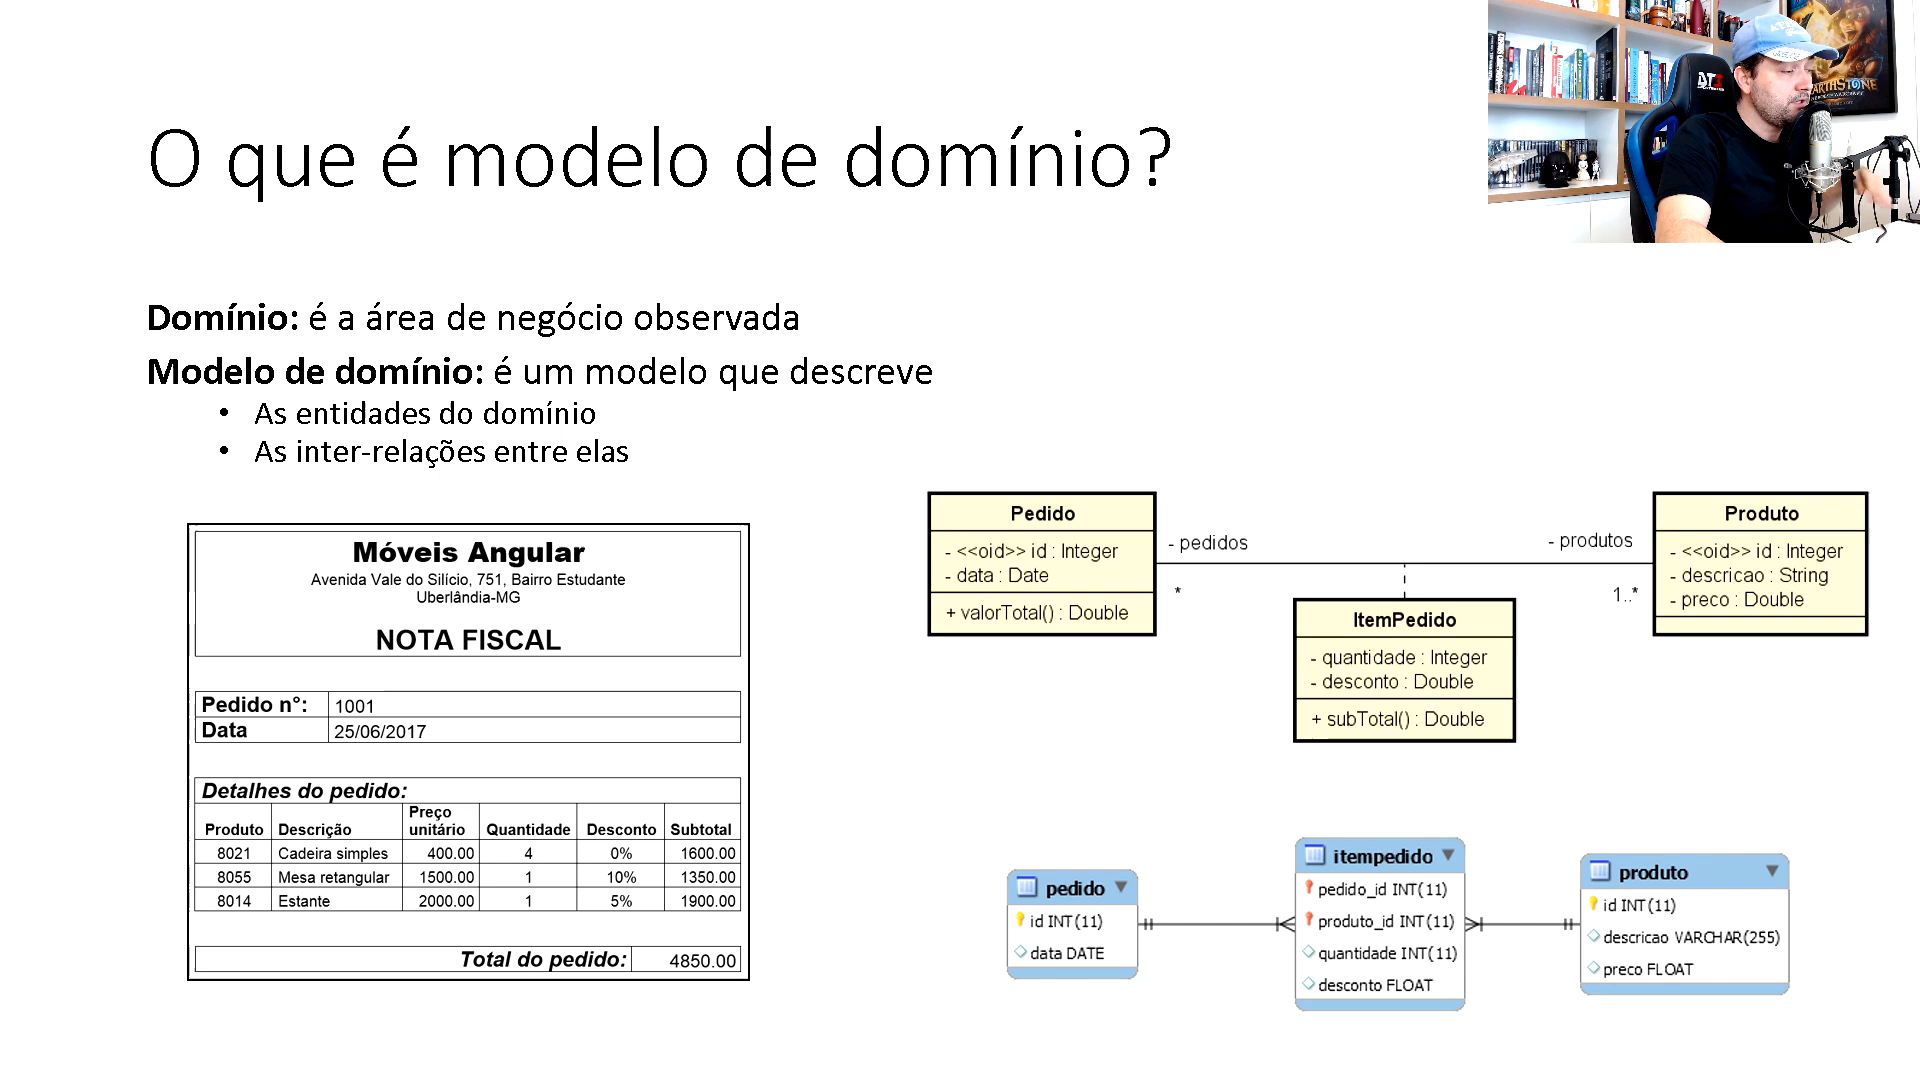 O que é modelo de domínio?
Domínio: é a área de negócio observada
Modelo de domínio: é um modelo que descreve
• As entidades do domínio
• As inter-relações entre elas
Móveis Angular
Avenida Vale do Silício, 751, Bairro Estudante
Uberlândia-MG
NOTA FISCAL
Pedido n°: 1001
Data 25/06/2017
Detalhes do pedido:
Produto Descrição Preço unitário Quantidade Desconto Subtotal
8021 Cadeira simples 400.00 4 0% 1600.00
8055 Mesa retangular 1500.00 1 10% 1350.00
8014 Estante 2000.00 1 5% 1900.00
Total do pedido: 4850.00
Pedido
- <<oid>> id : Integer
- data : Date
+ valorTotal() : Double
- pedidos
*
- produtos
1..*
Produto
- <<oid>> id : Integer
- descricao : String
- preco : Double
ItemPedido
- quantidade : Integer
- desconto : Double
+ subTotal() : Double
pedido
id INT(11)
data DATE
itempedido
pedido_id INT(11)
produto_id INT(11)
quantidade INT(11)
desconto FLOAT
produto
id INT(11)
descricao VARCHAR(255)
preco FLOAT